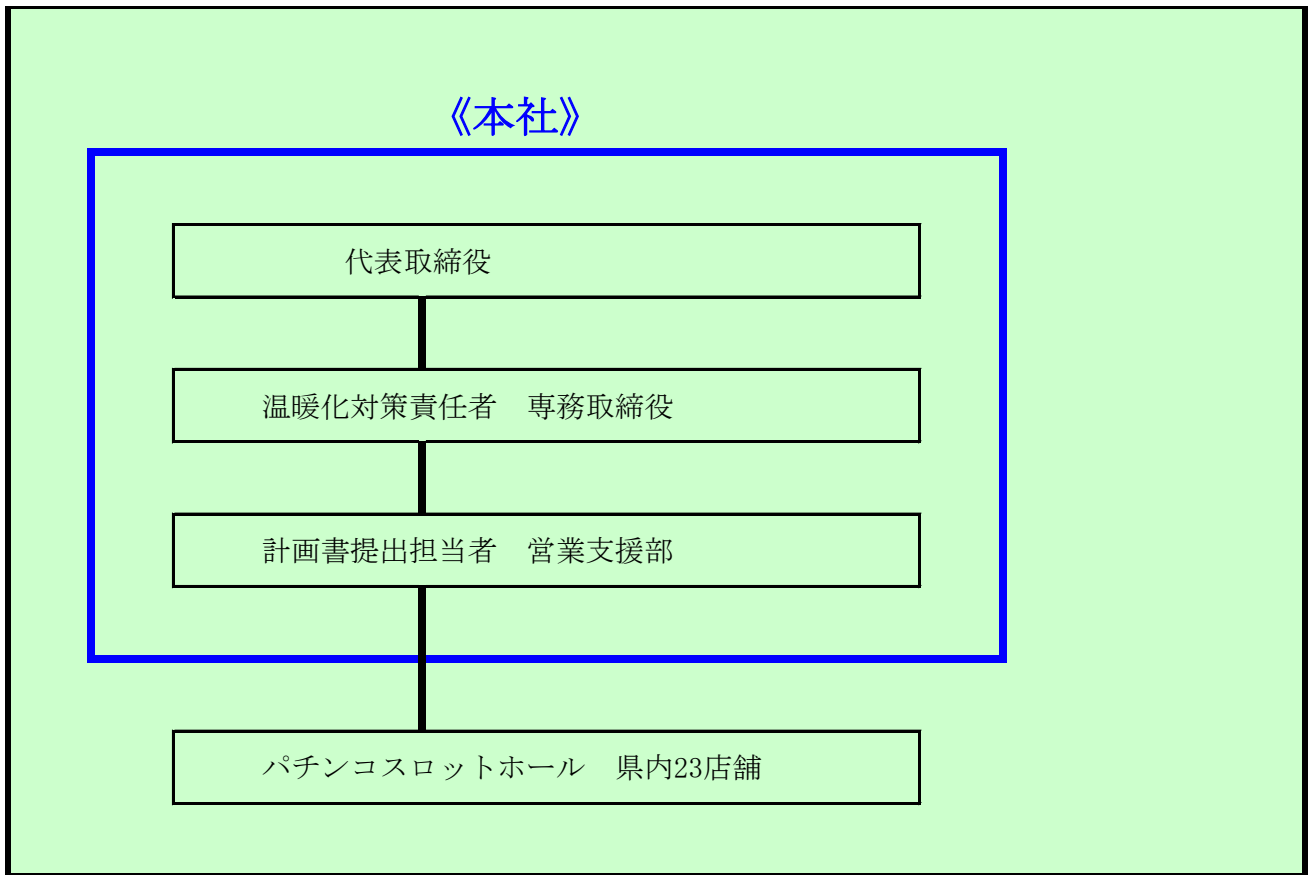 《本社》
代表取締役
温暖化対策責任者　専務取締役
計画書提出担当者　営業支援部
パチンコスロットホール　県内23店舗